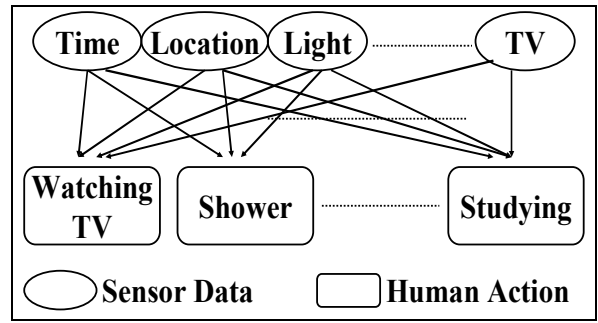 Time Location Light TV
Watching
TV
Shower
Studying
Sensor Data
Human Action